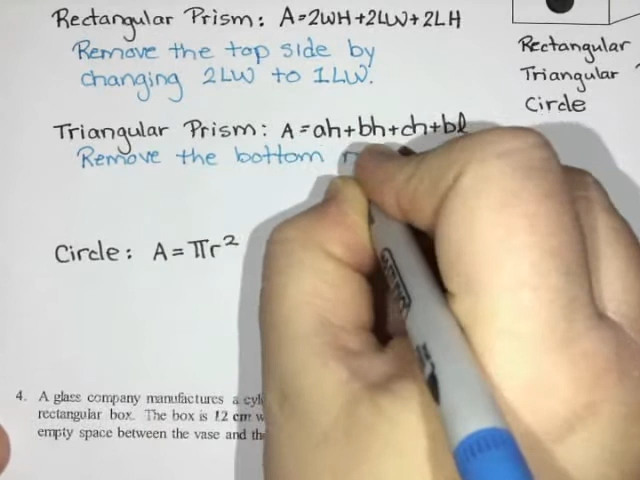 Rectangular Prism: A=2WH+2LW+2LH
Remove the top side by
changing 2LW to 1LW.
Rectangular
Triangular
Circle
Triangular Prism: A=ah+bh+ch+bl
Remove the bottom
Circle: A=πr²
4. A glass company manufactures a
rectangular box. The box is 12 cm
empty space between the vase and